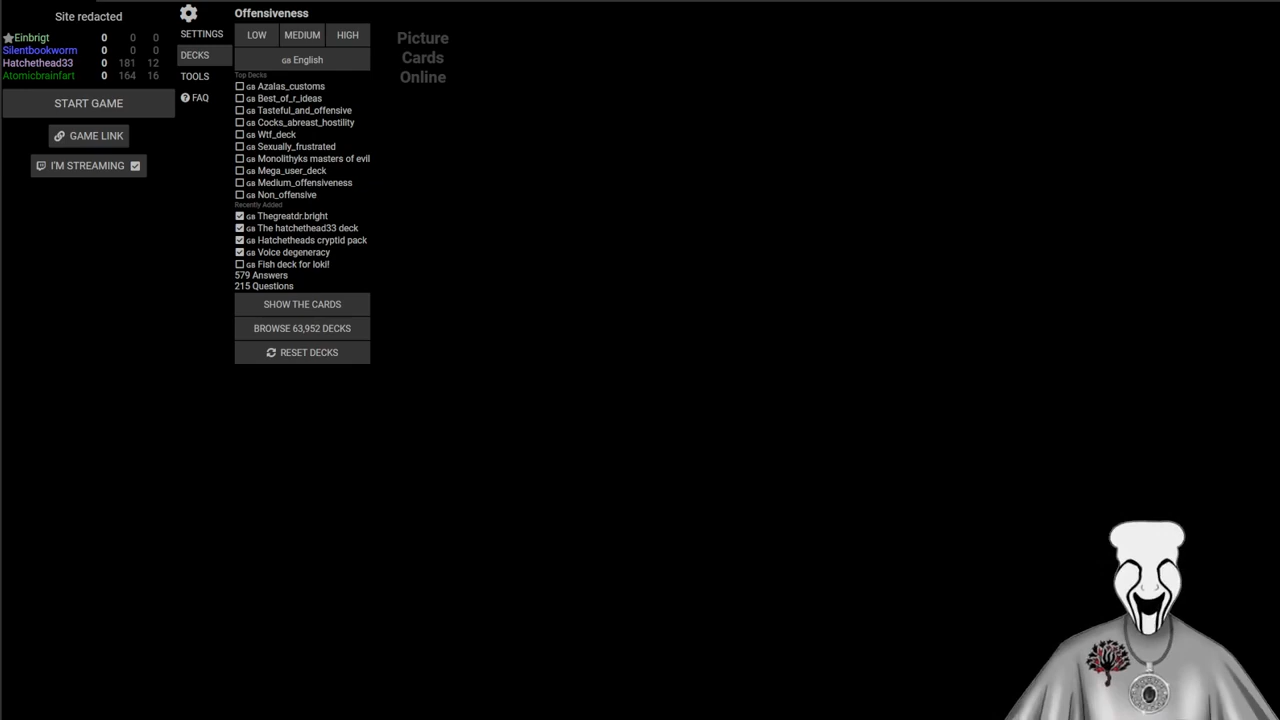 Site redacted
Einbrigt 0 0 0
Silentbookworm 0 0 0
Hatchethead33 0 181 12
Atomicbrainfart 0 164 16
START GAME
GAME LINK
I'M STREAMING
SETTINGS
DECKS
TOOLS
FAQ
Offensiveness
LOW MEDIUM HIGH
GB English
Top Decks
GB Azalas_customs
GB Best_of_r_ideas
GB Tasteful_and_offensive
GB Cocks_abreast_hostility
GB Wtf_deck
GB Sexually_frustrated
GB Monolithyks masters of evil
GB Mega_user_deck
GB Medium_offensiveness
GB Non_offensive
Recently Added
GB Thegreatdr.bright
GB The hatchethead33 deck
GB Hatchetheads cryptid pack
GB Voice degeneracy
GB Fish deck for loki!
579 Answers
215 Questions
SHOW THE CARDS
BROWSE 63,952 DECKS
RESET DECKS
Picture
Cards
Online